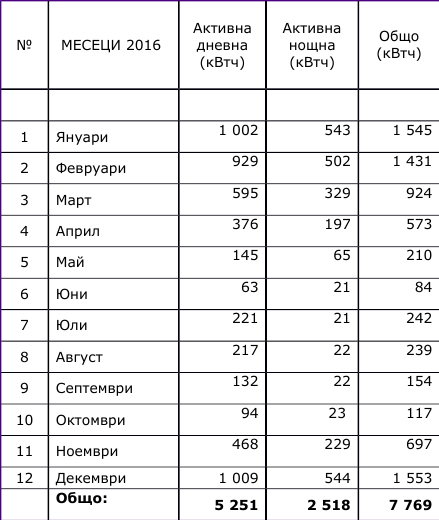 № МЕСЕЦИ 2016 Активна дневна (кВтч) Активна нощна (кВтч) Общо (кВтч)
1 Януари 1 002 543 1 545
2 Февруари 929 502 1 431
3 Март 595 329 924
4 Април 376 197 573
5 Май 145 65 210
6 Юни 63 21 84
7 Юли 221 21 242
8 Август 217 22 239
9 Септември 132 22 154
10 Октомври 94 23 117
11 Ноември 468 229 697
12 Декември 1 009 544 1 553
Общо: 5 251 2 518 7 769